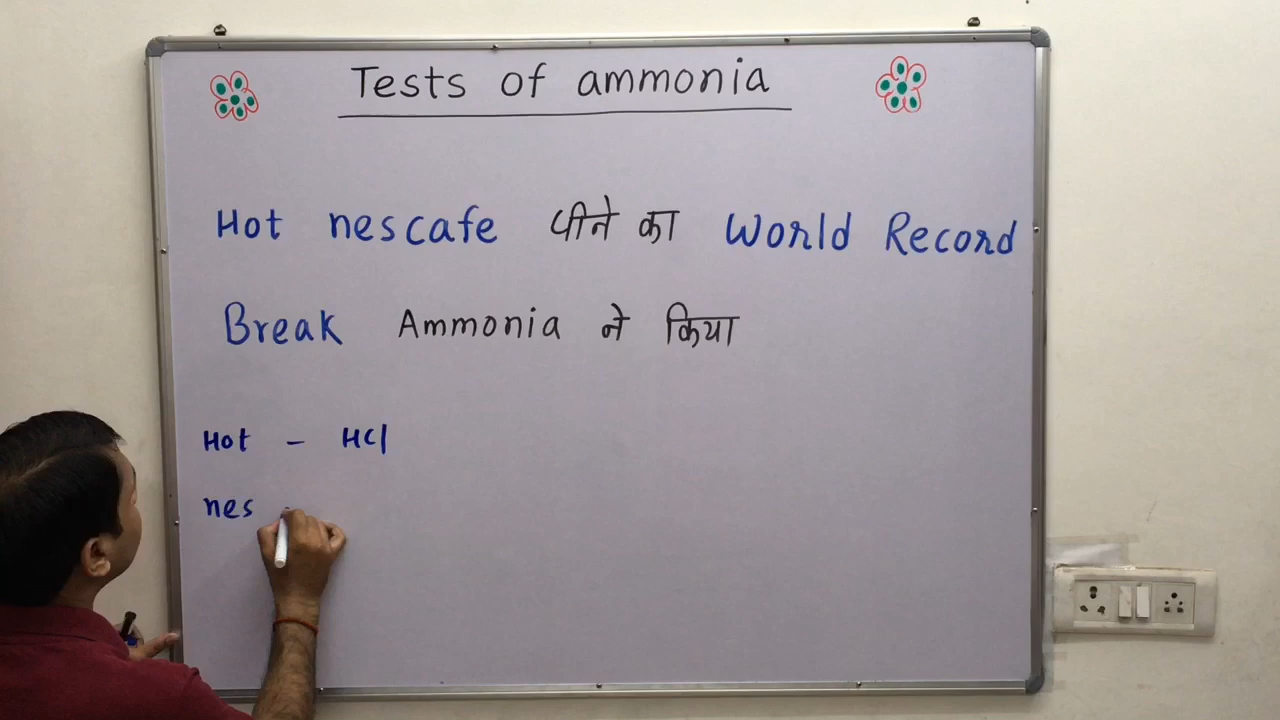 Tests of ammonia
Hot nescafe पीने का World Record
Break Ammonia ने किया
Hot - HCl
nes -